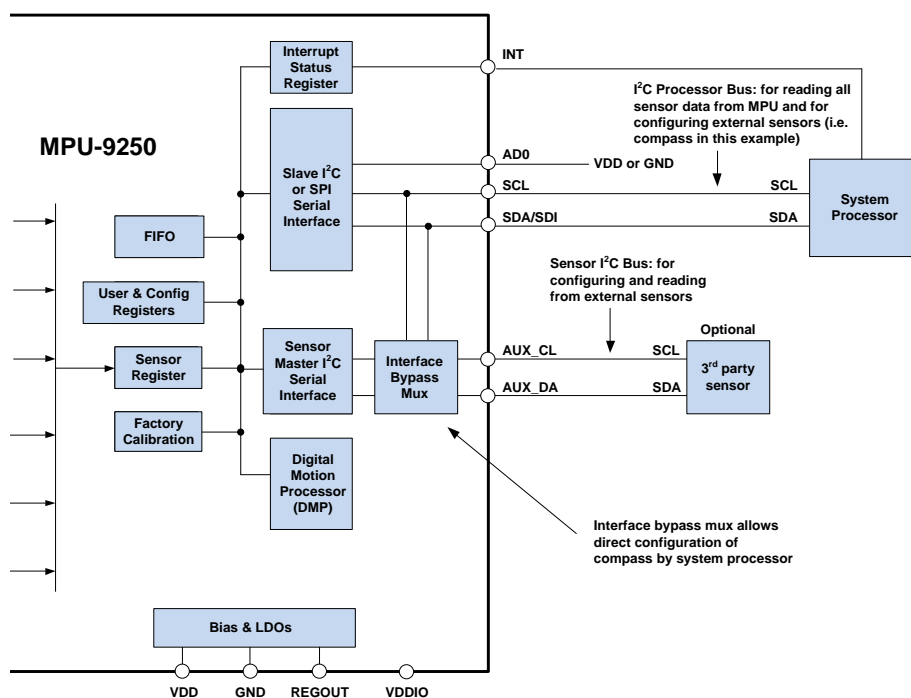 Interrupt
Status
Register
INT
I²C Processor Bus: for reading all
sensor data from MPU and for
configuring external sensors (i.e.
compass in this example)
MPU-9250
Slave I²C
or SPI
Serial
Interface
AD0
VDD or GND
SCL
SCL
SDA/SDI
SDA
System
Processor
FIFO
User & Config
Registers
Sensor
Register
Factory
Calibration
Sensor
Master I²C
Serial
Interface
Interface
Bypass
Mux
Digital
Motion
Processor
(DMP)
Sensor I²C Bus: for
configuring and reading
from external sensors
AUX_CL
SCL
AUX_DA
SDA
Optional
3rd party
sensor
Interface bypass mux allows
direct configuration of
compass by system processor
Bias & LDOs
VDD
GND
REGOUT
VDDIO